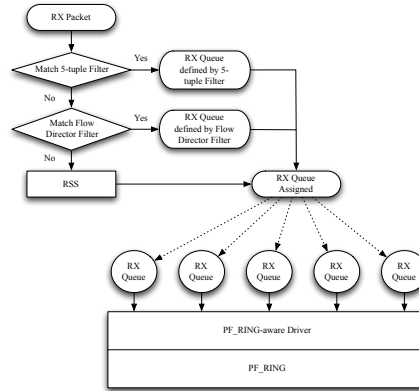 RX Packet
Match 5-tuple Filter
Yes
RX Queue
defined by 5-
tuple Filter
No
Match Flow
Director Filter
Yes
RX Queue
defined by Flow
Director Filter
No
RSS
RX Queue
Assigned
RX
Queue
RX
Queue
RX
Queue
RX
Queue
RX
Queue
PF_RING-aware Driver
PF_RING